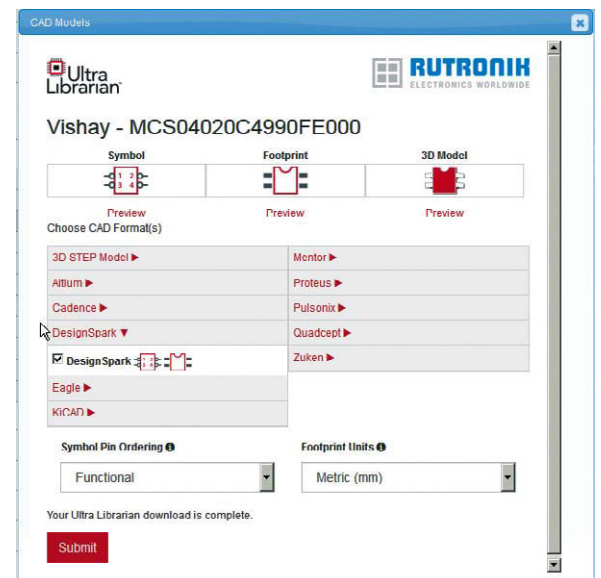 CAD Models
Ultra
Librarian
RUTRONIK
ELECTRONICS WORLDWIDE
Vishay - MCS04020C4990FE000
Symbol Footprint 3D Model
1 2
3 4
Preview Preview Preview
Choose CAD Format(s)
3D STEP Model ▶ Mentor ▶
Altium ▶ Proteus ▶
Cadence ▶ Pulsonix ▶
DesignSpark ▼ Quadcept ▶
DesignSpark Zuken ▶
Eagle ▶
KiCAD ▶
Symbol Pin Ordering Footprint Units
Functional Metric (mm)
Your Ultra Librarian download is complete.
Submit